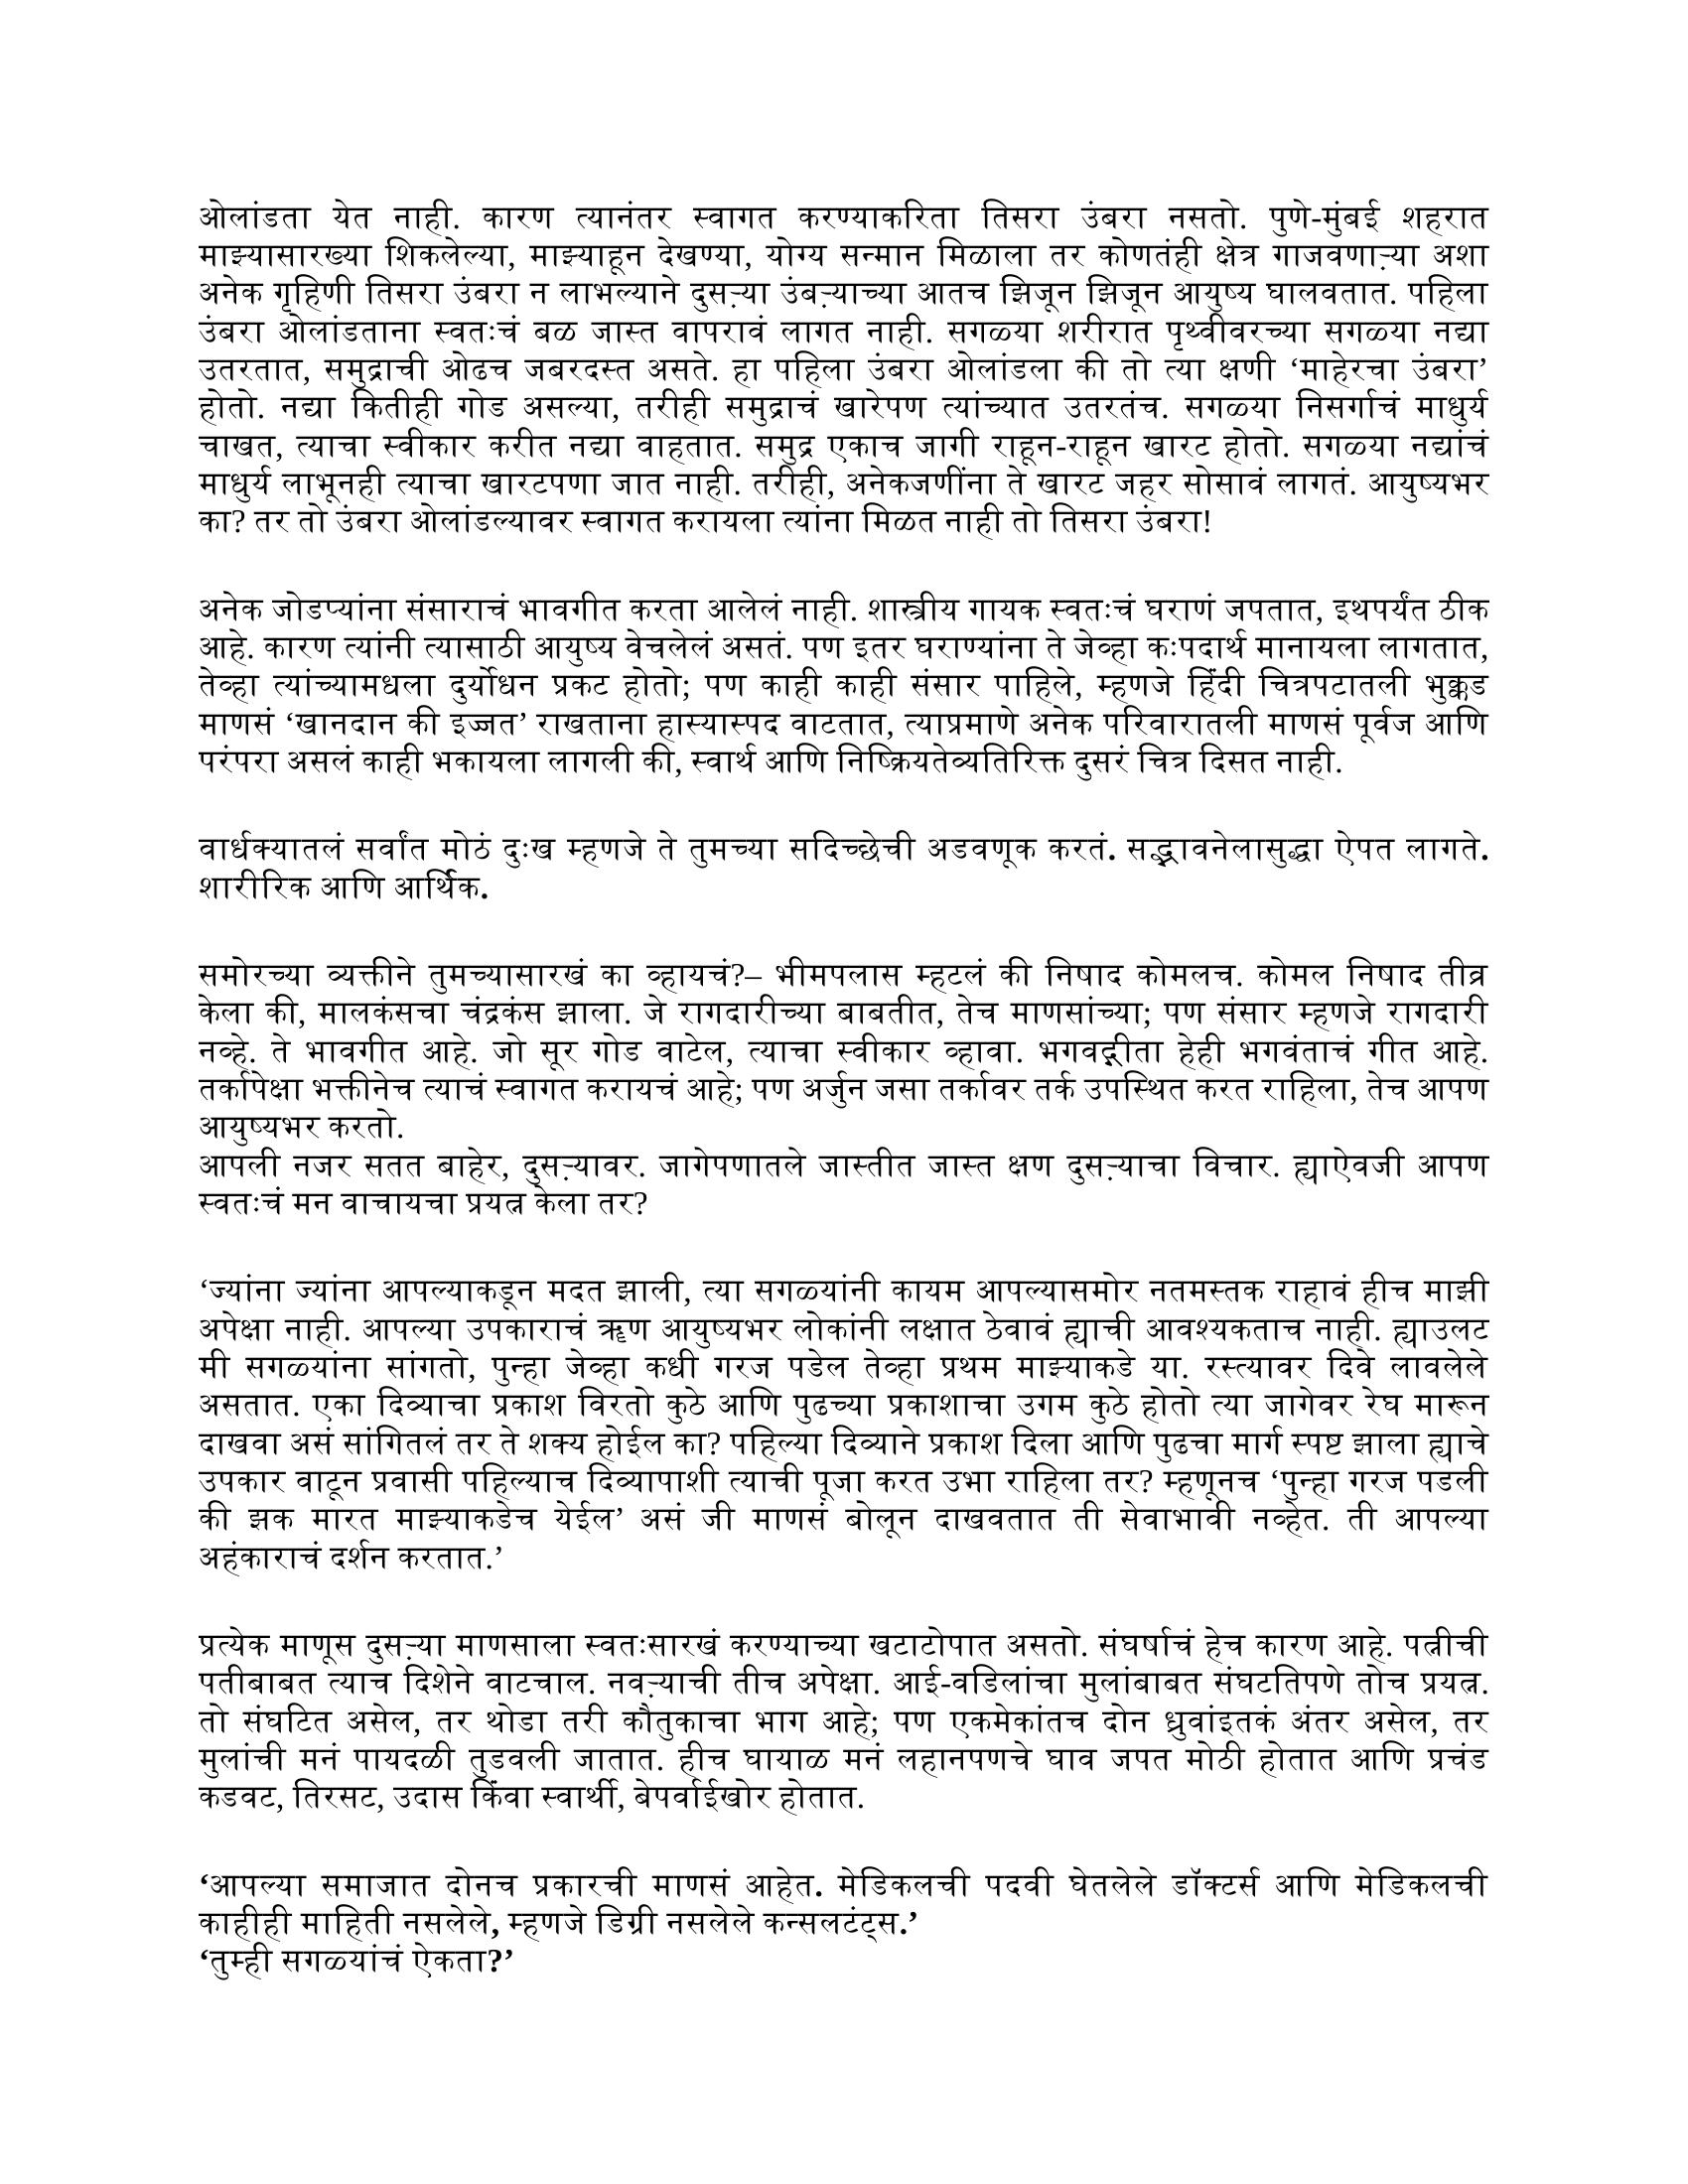 ओलांडता येत नाही. कारण त्यानंतर स्वागत करण्याकरिता तिसरा उंबरा नसतो. पुणे-मुंबई शहरात
माझ्यासारख्या शिकलेल्या, माझ्याहून देखण्या, योग्य सन्मान मिळाला तर कोणतंही क्षेत्र गाजवणाऱ्या अशा
अनेक गृहिणी तिसरा उंबरा न लाभल्याने दुसऱ्या उंबऱ्याच्या आतच झिजून झिजून आयुष्य घालवतात. पहिला
उंबरा ओलांडताना स्वतःचं बळ जास्त वापरावं लागत नाही. सगळ्या शरीरात पृथ्वीवरच्या सगळ्या नद्या
उतरतात, समुद्राची ओढच जबरदस्त असते. हा पहिला उंबरा ओलांडला की तो त्या क्षणी ‘माहेरचा उंबरा’
होतो. नद्या कितीही गोड असल्या, तरीही समुद्राचं खारेपण त्यांच्यात उतरतंच. सगळ्या निसर्गाचं माधुर्य
चाखत, त्याचा स्वीकार करीत नद्या वाहतात. समुद्र एकाच जागी राहून-राहून खारट होतो. सगळ्या नद्यांचं
माधुर्य लाभूनही त्याचा खारटपणा जात नाही. तरीही, अनेकजणींना ते खारट जहर सोसावं लागतं. आयुष्यभर
का? तर तो उंबरा ओलांडल्यावर स्वागत करायला त्यांना मिळत नाही तो तिसरा उंबरा!
अनेक जोडप्यांना संसाराचं भावगीत करता आलेलं नाही. शास्त्रीय गायक स्वतःचं घराणं जपतात, इथपर्यंत ठीक
आहे. कारण त्यांनी त्यासाठी आयुष्य वेचलेलं असतं. पण इतर घराण्यांना ते जेव्हा कःपदार्थ मानायला लागतात,
तेव्हा त्यांच्यामधला दुर्योधन प्रकट होतो; पण काही काही संसार पाहिले, म्हणजे हिंदी चित्रपटातली भुक्कड
माणसं ‘खानदान की इज्जत’ राखताना हास्यास्पद वाटतात, त्याप्रमाणे अनेक परिवारातली माणसं पूर्वज आणि
परंपरा असलं काही भकायला लागली की, स्वार्थ आणि निष्क्रियतेव्यतिरिक्त दुसरं चित्र दिसत नाही.
वार्धक्यातलं सर्वांत मोठं दुःख म्हणजे ते तुमच्या सदिच्छेची अडवणूक करतं. सद्भावनेलासुद्धा ऐपत लागते.
शारीरिक आणि आर्थिक.
समोरच्या व्यक्तीने तुमच्यासारखं का व्हायचं?– भीमपलास म्हटलं की निषाद कोमलच. कोमल निषाद तीव्र
केला की, मालकंसचा चंद्रकंस झाला. जे रागदारीच्या बाबतीत, तेच माणसांच्या; पण संसार म्हणजे रागदारी
नव्हे. ते भावगीत आहे. जो सूर गोड वाटेल, त्याचा स्वीकार व्हावा. भगवद्गीता हेही भगवंताचं गीत आहे.
तर्कापेक्षा भक्तीनेच त्याचं स्वागत करायचं आहे; पण अर्जुन जसा तर्कावर तर्क उपस्थित करत राहिला, तेच आपण
आयुष्यभर करतो.
आपली नजर सतत बाहेर, दुसऱ्यावर. जागेपणातले जास्तीत जास्त क्षण दुसऱ्याचा विचार. ह्याऐवजी आपण
स्वतःचं मन वाचायचा प्रयत्न केला तर?
‘ज्यांना ज्यांना आपल्याकडून मदत झाली, त्या सगळ्यांनी कायम आपल्यासमोर नतमस्तक राहावं हीच माझी
अपेक्षा नाही. आपल्या उपकाराचं ॠण आयुष्यभर लोकांनी लक्षात ठेवावं ह्याची आवश्यकताच नाही. ह्याउलट
मी सगळ्यांना सांगतो, पुन्हा जेव्हा कधी गरज पडेल तेव्हा प्रथम माझ्याकडे या. रस्त्यावर दिवे लावलेले
असतात. एका दिव्याचा प्रकाश विरतो कुठे आणि पुढच्या प्रकाशाचा उगम कुठे होतो त्या जागेवर रेघ मारून
दाखवा असं सांगितलं तर ते शक्य होईल का? पहिल्या दिव्याने प्रकाश दिला आणि पुढचा मार्ग स्पष्ट झाला ह्याचे
उपकार वाटून प्रवासी पहिल्याच दिव्यापाशी त्याची पूजा करत उभा राहिला तर? म्हणूनच ‘पुन्हा गरज पडली
की झक मारत माझ्याकडेच येईल’ असं जी माणसं बोलून दाखवतात ती सेवाभावी नव्हेत. ती आपल्या
अहंकाराचं दर्शन करतात.’
प्रत्येक माणूस दुसऱ्या माणसाला स्वतःसारखं करण्याच्या खटाटोपात असतो. संघर्षाचं हेच कारण आहे. पत्नीची
पतीबाबत त्याच दिशेने वाटचाल. नवऱ्याची तीच अपेक्षा. आई-वडिलांचा मुलांबाबत संघटतिपणे तोच प्रयत्न.
तो संघटित असेल, तर थोडा तरी कौतुकाचा भाग आहे; पण एकमेकांतच दोन ध्रुवांइतकं अंतर असेल, तर
मुलांची मनं पायदळी तुडवली जातात. हीच घायाळ मनं लहानपणचे घाव जपत मोठी होतात आणि प्रचंड
कडवट, तिरसट, उदास किंवा स्वार्थी, बेपर्वाईखोर होतात.
‘आपल्या समाजात दोनच प्रकारची माणसं आहेत. मेडिकलची पदवी घेतलेले डॉक्टर्स आणि मेडिकलची
काहीही माहिती नसलेले, म्हणजे डिग्री नसलेले कन्सलटंट्स.’
‘तुम्ही सगळ्यांचं ऐकता?’